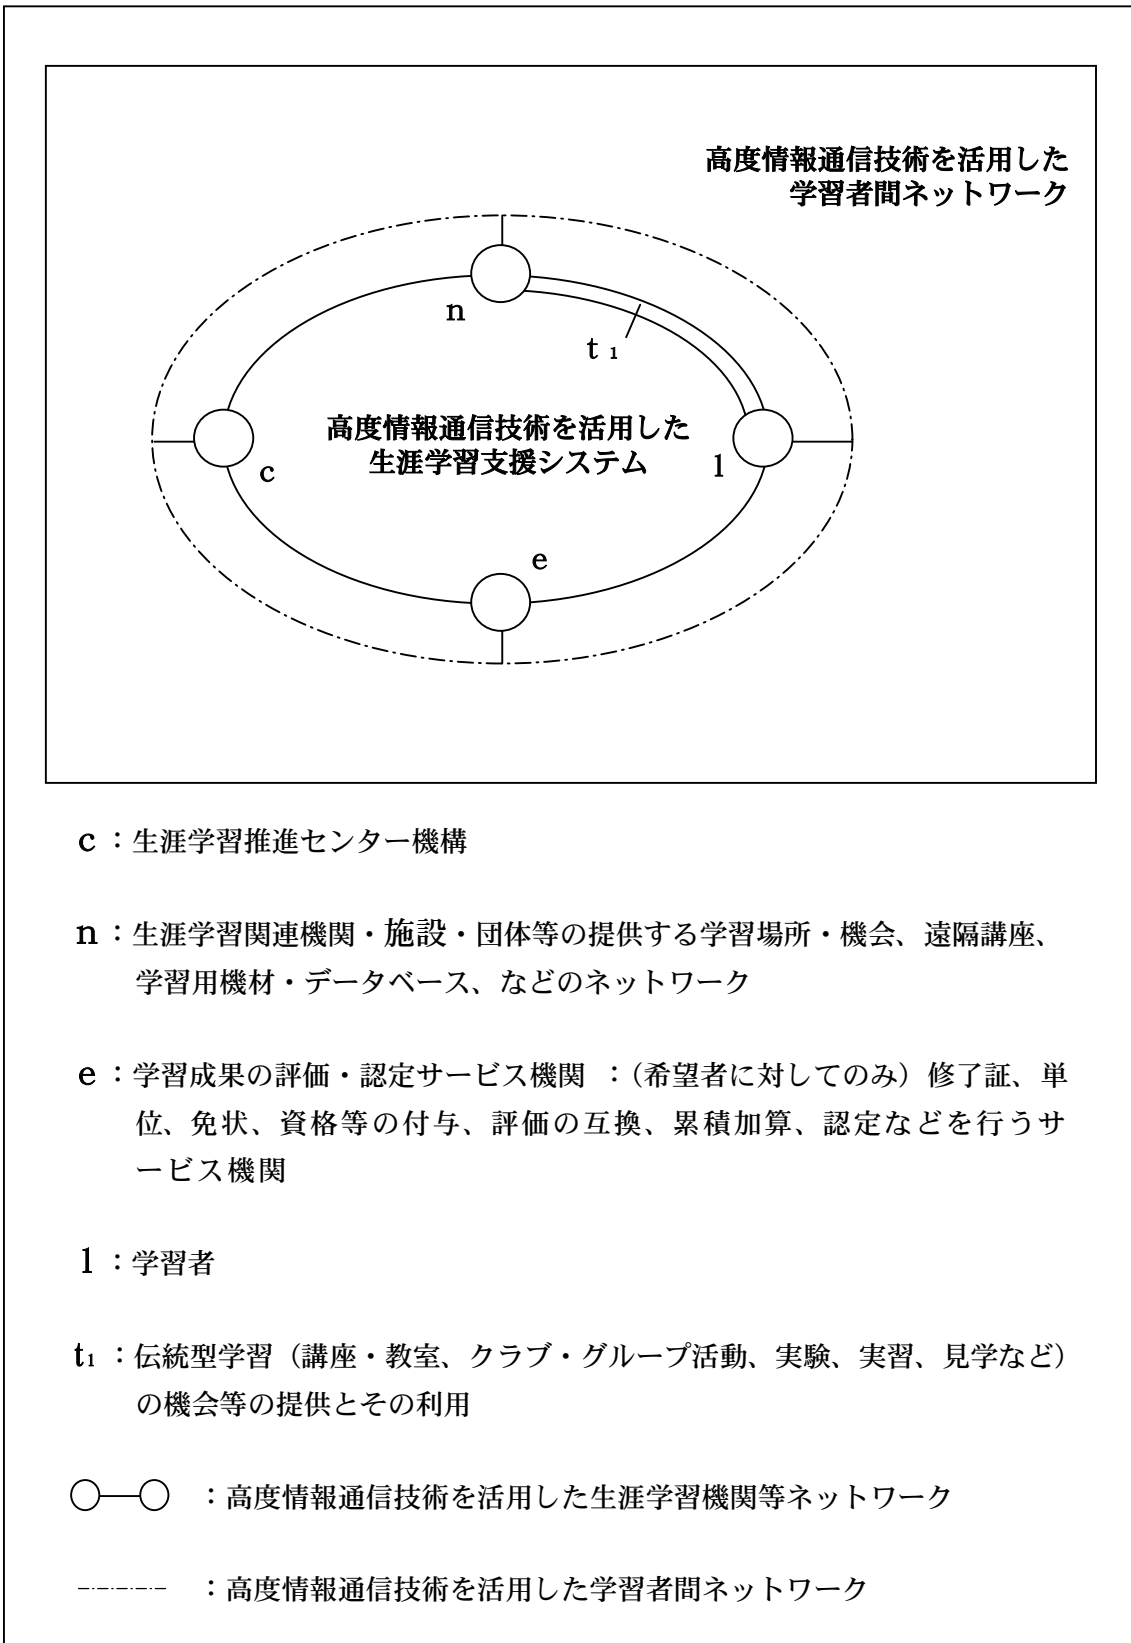 高度情報通信技術を活用した
学習者間ネットワーク
n
t₁
高度情報通信技術を活用した
生涯学習支援システム
c
l
e
c：生涯学習推進センター機構
n：生涯学習関連機関・施設・団体等の提供する学習場所・機会、遠隔講座、
学習用機材・データベース、などのネットワーク
e：学習成果の評価・認定サービス機関 ：（希望者に対してのみ）修了証、単
位、免状、資格等の付与、評価の互換、累積加算、認定などを行うサ
ービス機関
l：学習者
t₁：伝統型学習（講座・教室、クラブ・グループ活動、実験、実習、見学など）
の機会等の提供とその利用
：高度情報通信技術を活用した生涯学習機関等ネットワーク
：高度情報通信技術を活用した学習者間ネットワーク